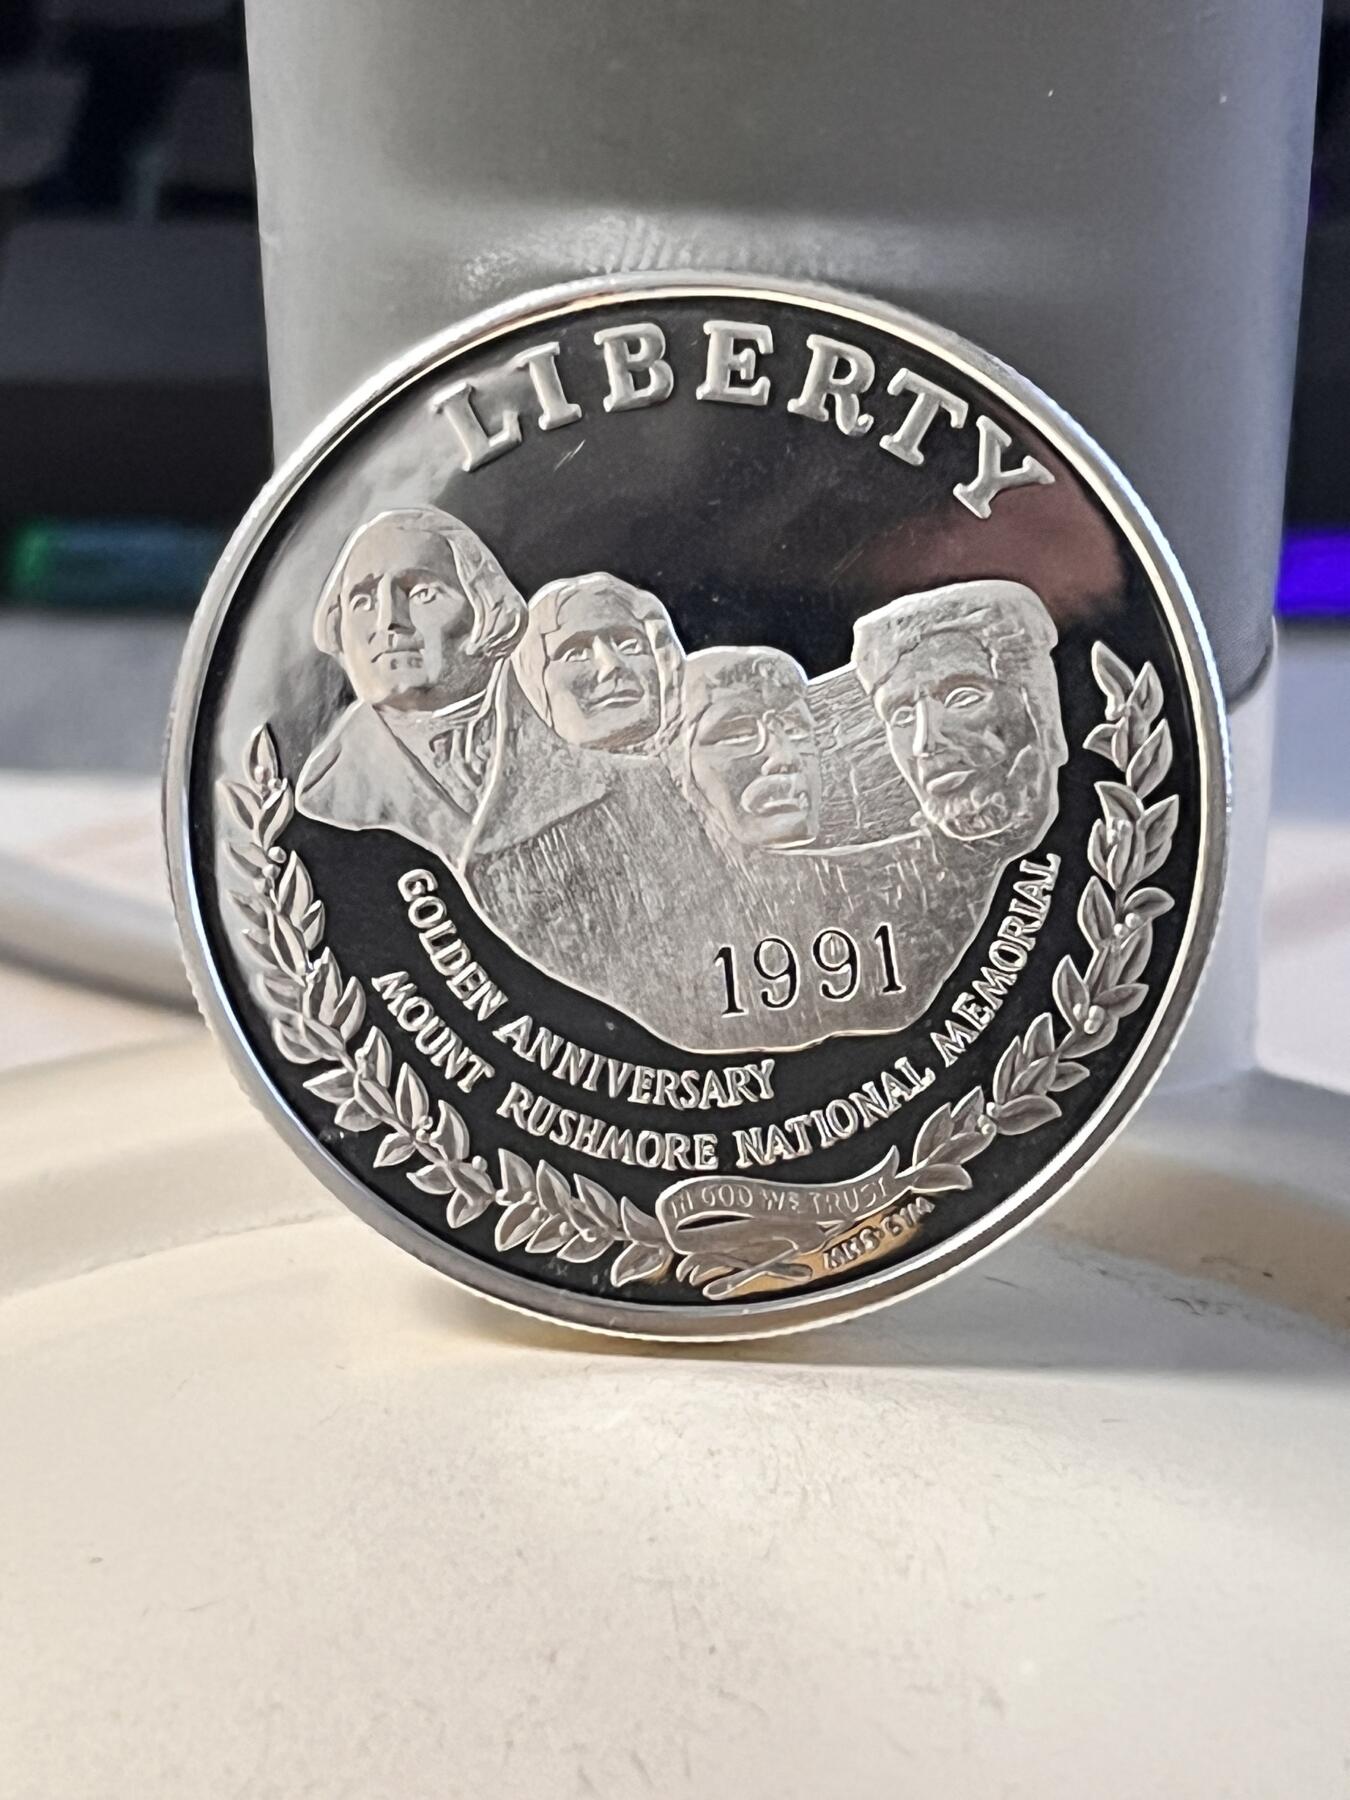 LIBERTY
1991
GOLDEN ANNIVERSARY
MOUNT RUSHMORE NATIONAL MEMORIAL
IN GOD WE TRUST